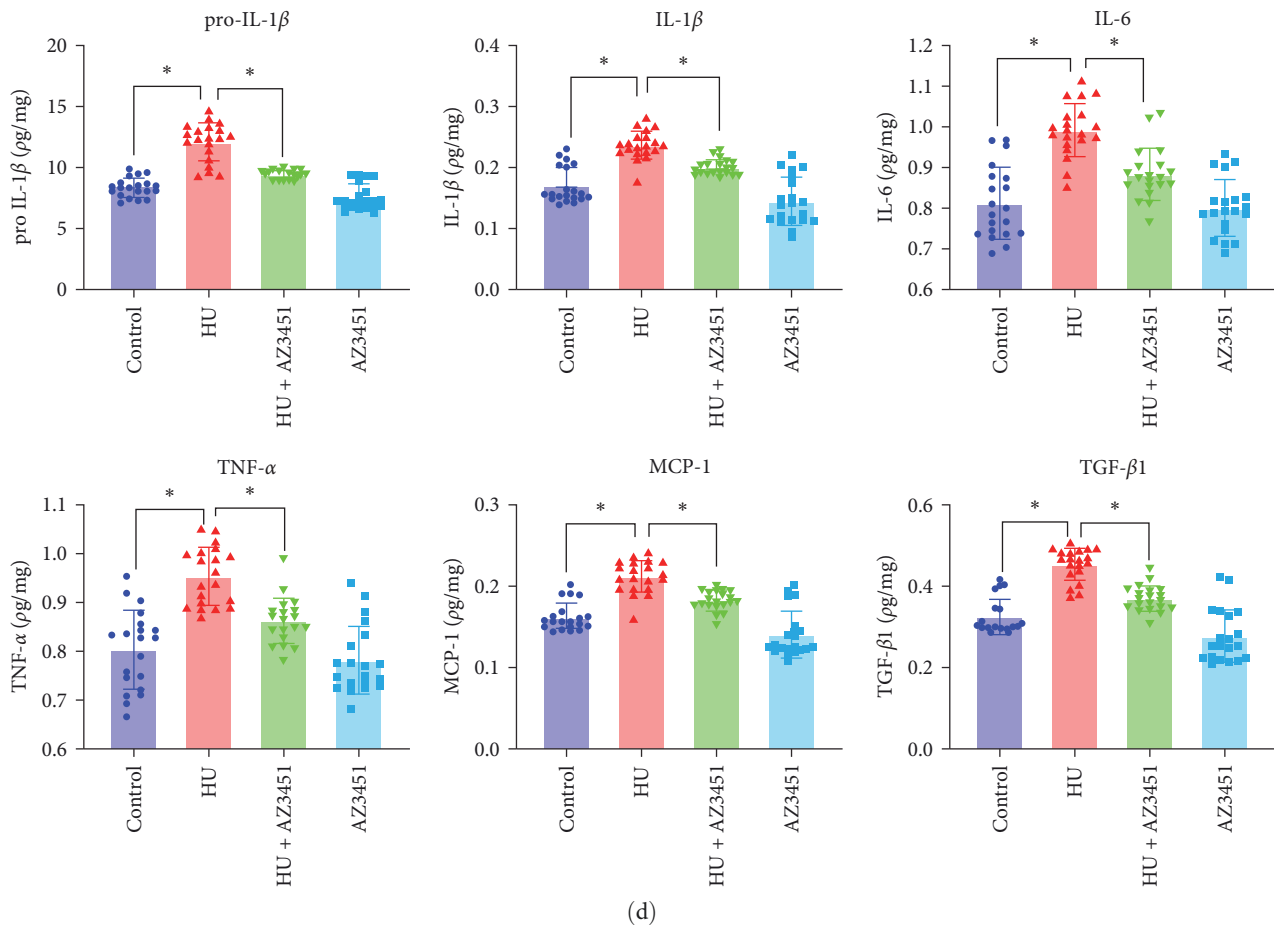 pro-IL-1β
pro IL-1β (ρg/mg)
20
15
10
5
0
*
*
Control
HU
HU + AZ3451
AZ3451
IL-1β
IL-1β (ρg/mg)
0.4
0.3
0.2
0.1
0.0
*
*
Control
HU
HU + AZ3451
AZ3451
IL-6
IL-6 (ρg/mg)
1.2
1.1
1.0
0.9
0.8
0.7
0.6
*
*
Control
HU
HU + AZ3451
AZ3451
TNF-α
TNF-α (ρg/mg)
1.1
1.0
0.9
0.8
0.7
0.6
*
*
Control
HU
HU + AZ3451
AZ3451
MCP-1
MCP-1 (ρg/mg)
0.3
0.2
0.1
0.0
*
*
Control
HU
HU + AZ3451
AZ3451
TGF-β1
TGF-β1 (ρg/mg)
0.6
0.4
0.2
0.0
*
*
Control
HU
HU + AZ3451
AZ3451
(d)